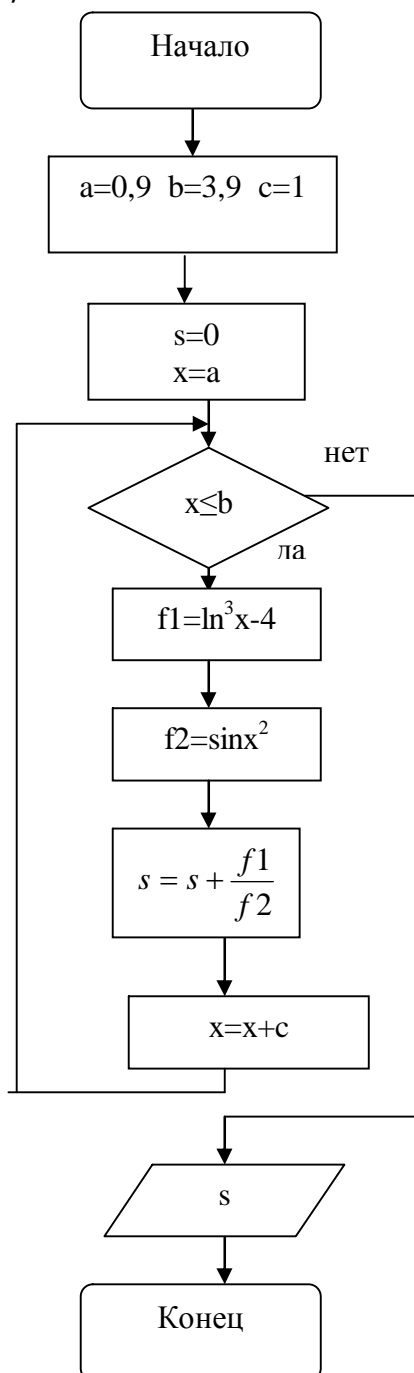 Начало
a=0,9 b=3,9 c=1
s=0
x=a
нет
x≤b
да
f1=ln³x-4
f2=sinx²
s = s + f1/f2
x=x+c
s
Конец